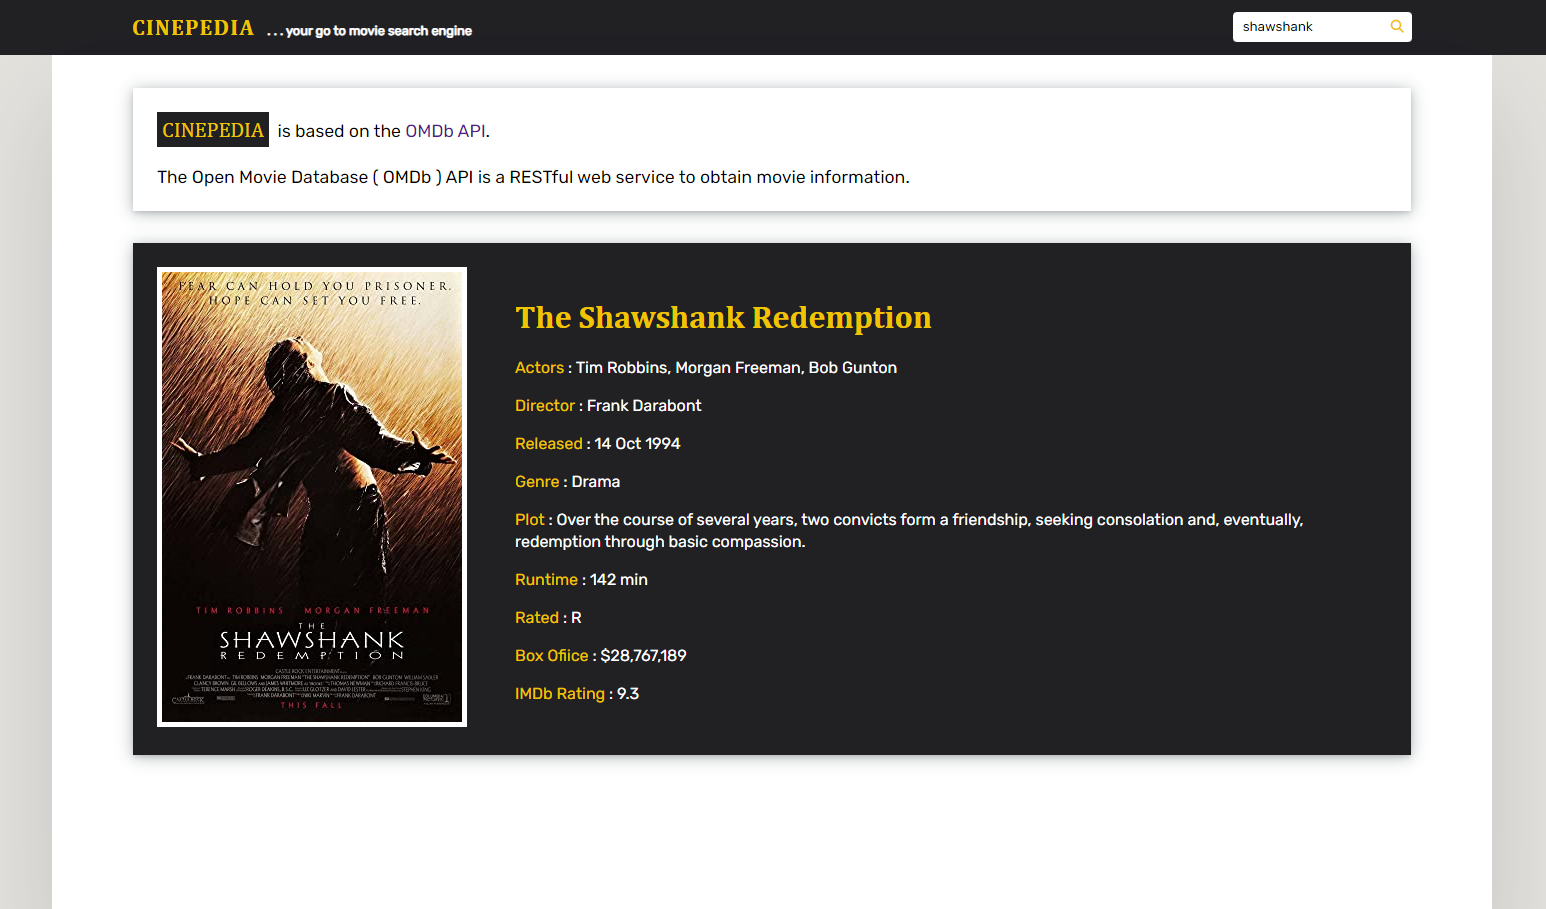 CINEPEDIA ...your go to movie search engine
shawshank
CINEPEDIA is based on the OMDb API.
The Open Movie Database ( OMDb ) API is a RESTful web service to obtain movie information.
FEAR CAN HOLD YOU PRISONER.
HOPE CAN SET YOU FREE.
TIM ROBBINS MORGAN FREEMAN
THE
SHAWSHANK
REDEMPTION
THIS FALL
The Shawshank Redemption
Actors : Tim Robbins, Morgan Freeman, Bob Gunton
Director : Frank Darabont
Released : 14 Oct 1994
Genre : Drama
Plot : Over the course of several years, two convicts form a friendship, seeking consolation and, eventually,
redemption through basic compassion.
Runtime : 142 min
Rated : R
Box Ofiice : $28,767,189
IMDb Rating : 9.3